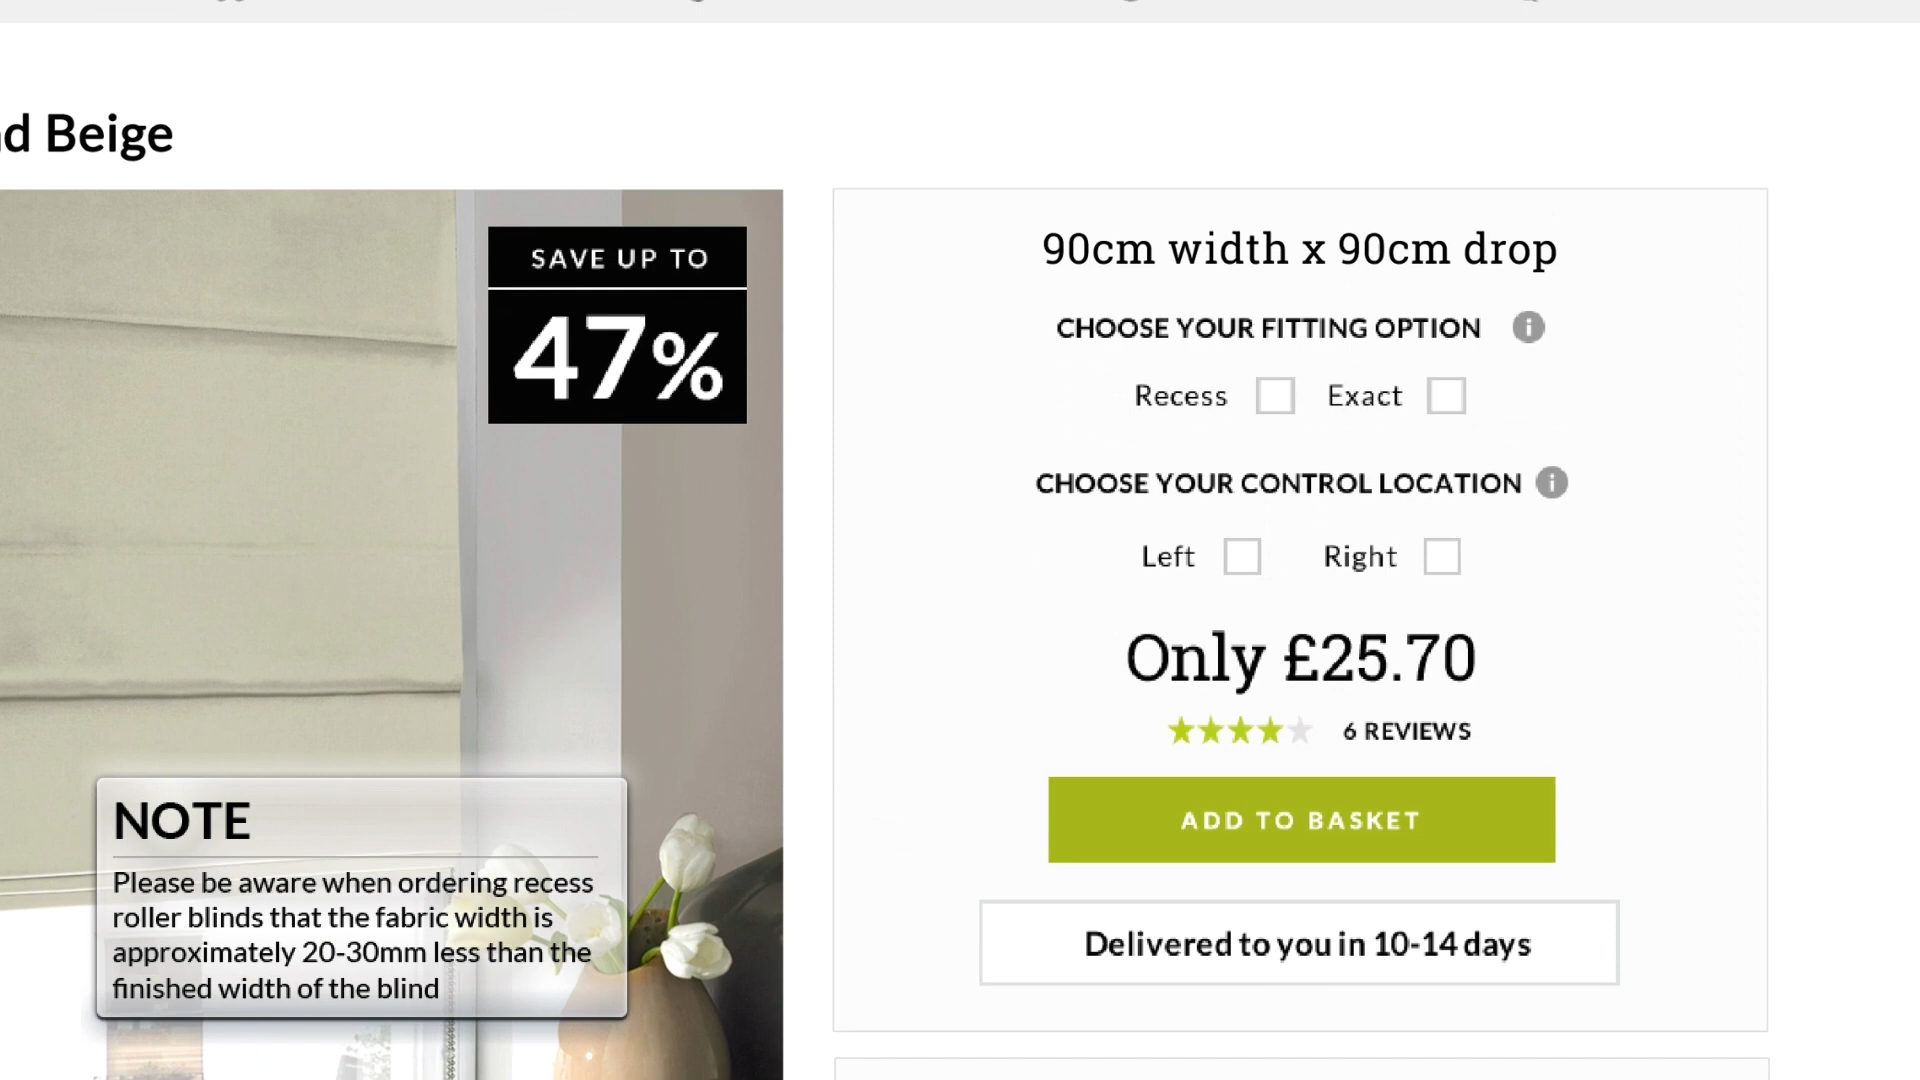 Beige
SAVE UP TO
47%
NOTE
Please be aware when ordering recess
roller blinds that the fabric width is
approximately 20-30mm less than the
finished width of the blind
90cm width x 90cm drop
CHOOSE YOUR FITTING OPTION
Recess Exact
CHOOSE YOUR CONTROL LOCATION
Left Right
Only £25.70
6 REVIEWS
ADD TO BASKET
Delivered to you in 10-14 days